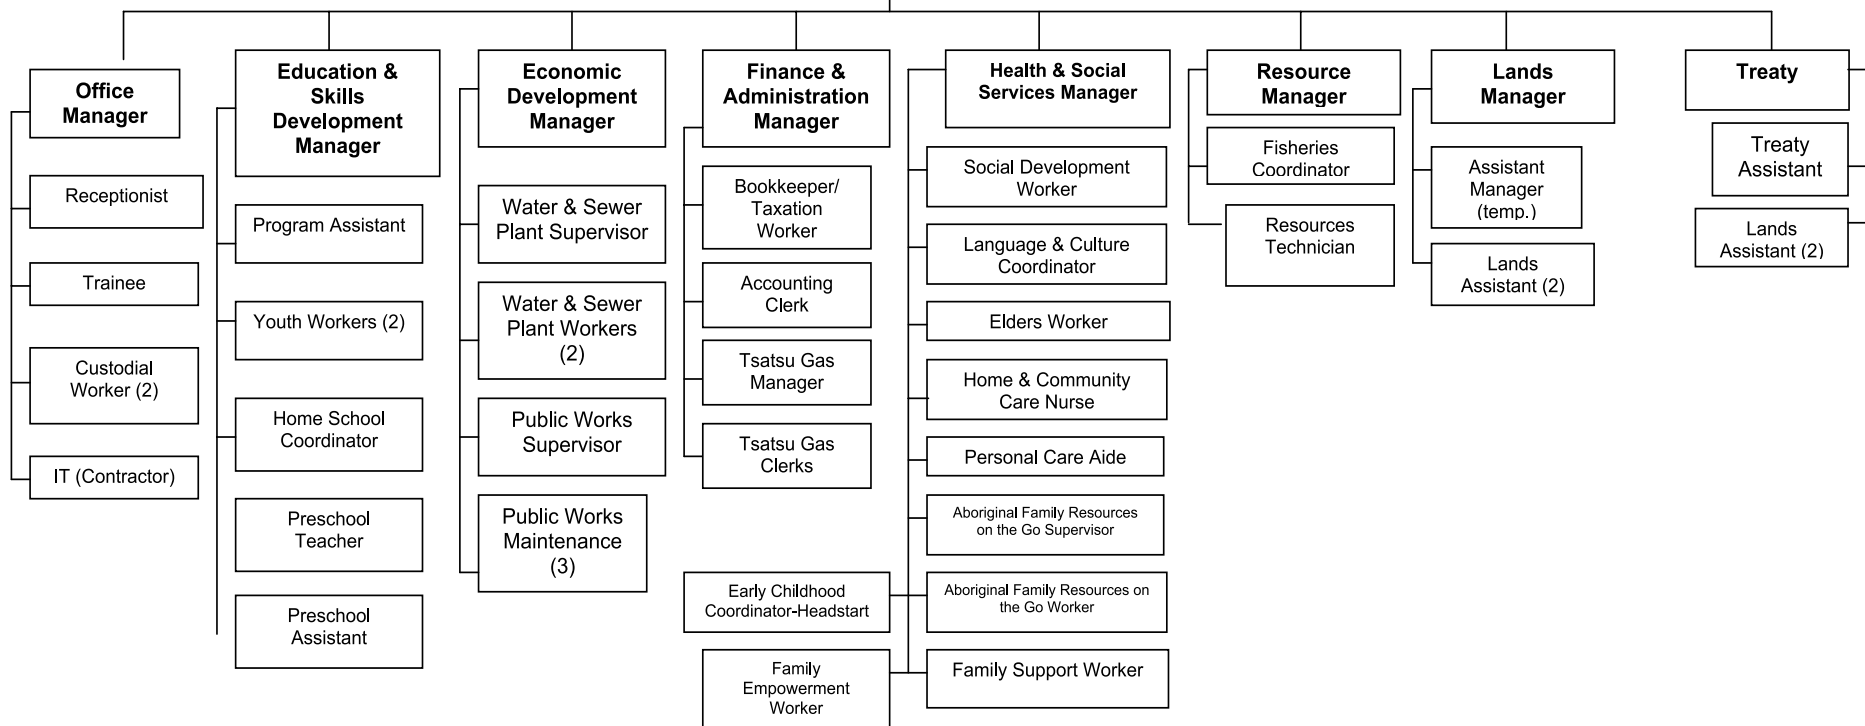 Office
Manager
Receptionist
Trainee
Custodial
Worker (2)
IT (Contractor)
Education &
Skills
Development
Manager
Program Assistant
Youth Workers (2)
Home School
Coordinator
Preschool
Teacher
Preschool
Assistant
Economic
Development
Manager
Water & Sewer
Plant Supervisor
Water & Sewer
Plant Workers
(2)
Public Works
Supervisor
Public Works
Maintenance
(3)
Finance &
Administration
Manager
Bookkeeper/
Taxation
Worker
Accounting
Clerk
Tsatsu Gas
Manager
Tsatsu Gas
Clerks
Health & Social
Services Manager
Social Development
Worker
Language & Culture
Coordinator
Elders Worker
Home & Community
Care Nurse
Personal Care Aide
Aboriginal Family Resources
on the Go Supervisor
Early Childhood
Coordinator-Headstart
Aboriginal Family Resources on
the Go Worker
Family
Empowerment
Worker
Family Support Worker
Resource
Manager
Fisheries
Coordinator
Resources
Technician
Lands
Manager
Assistant
Manager
(temp.)
Lands
Assistant (2)
Treaty
Treaty
Assistant
Lands
Assistant (2)